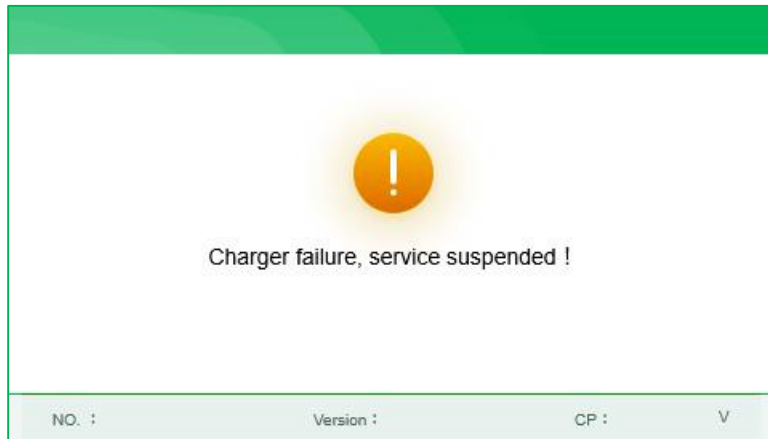 Charger failure, service suspended！
NO.： Version： CP： V